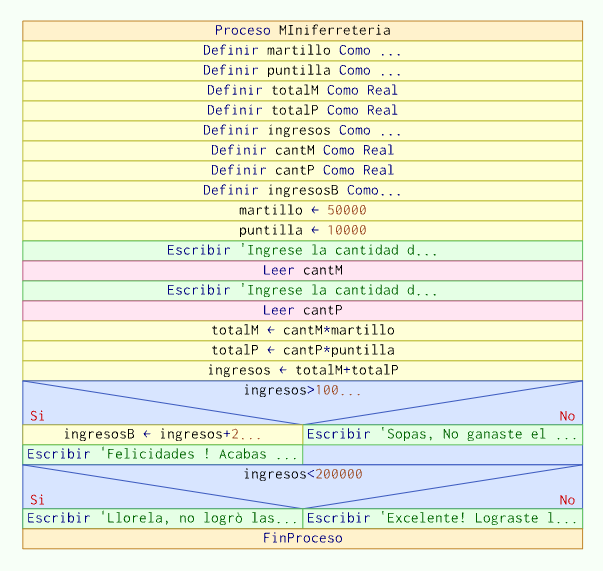 Proceso MIniferreteria
Definir martillo Como ...
Definir puntilla Como ...
Definir totalM Como Real
Definir totalP Como Real
Definir ingresos Como ...
Definir cantM Como Real
Definir cantP Como Real
Definir ingresosB Como...
martillo ← 50000
puntilla ← 10000
Escribir 'Ingrese la cantidad d...
Leer cantM
Escribir 'Ingrese la cantidad d...
Leer cantP
totalM ← cantM*martillo
totalP ← cantP*puntilla
ingresos ← totalM+totalP
ingresos>100...
Si No
ingresosB ← ingresos+2... Escribir 'Sopas, No ganaste el ...
Escribir 'Felicidades ! Acabas ...
ingresos<200000
Si No
Escribir 'Llorela, no logrò las... Escribir 'Excelente! Lograste l...
FinProceso